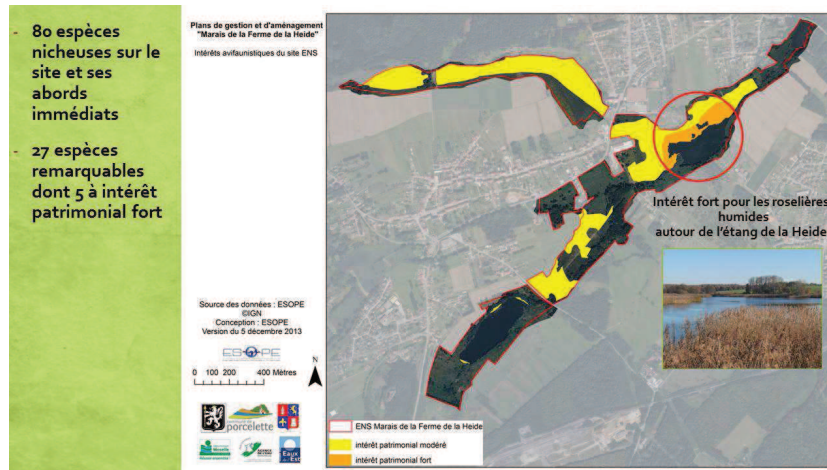 - 80 espèces
nicheuses sur le
site et ses
abords
immédiats
- 27 espèces
remarquables
dont 5 à intérêt
patrimonial fort
Plans de gestion et d'aménagement
"Marais de la Ferme de la Heide"
Intérêts avifaunistiques du site ENS
Source des données : ESOPE
©IGN
Conception : ESOPE
Version du 5 décembre 2013
ESOPE
N
0 100 200 400 Mètres
porcelette
Moselle
Eaux
Est
Intérêt fort pour les roselières
humides
autour de l'étang de la Heide
ENS Marais de la Ferme de la Heide
intérêt patrimonial modéré
intérêt patrimonial fort